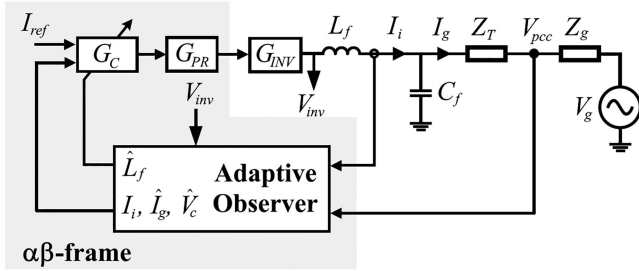 I_ref
G_C
G_PR
G_INV
L_f
I_i
I_g
Z_T
V_pcc
Z_g
V_inv
V_inv
C_f
V_g
L̂_f
Adaptive
Observer
I_i, Î_g, V̂_c
αβ-frame